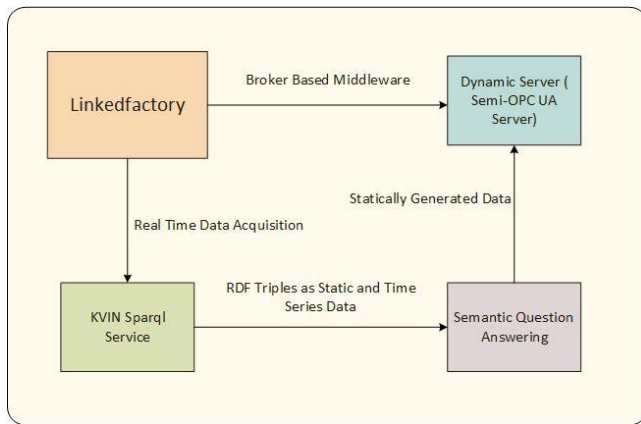 Linkedfactory
Broker Based Middleware
Dynamic Server (
Semi-OPC UA
Server)
Real Time Data Acquisition
Statically Generated Data
KVIN Sparql
Service
RDF Triples as Static and Time
Series Data
Semantic Question
Answering